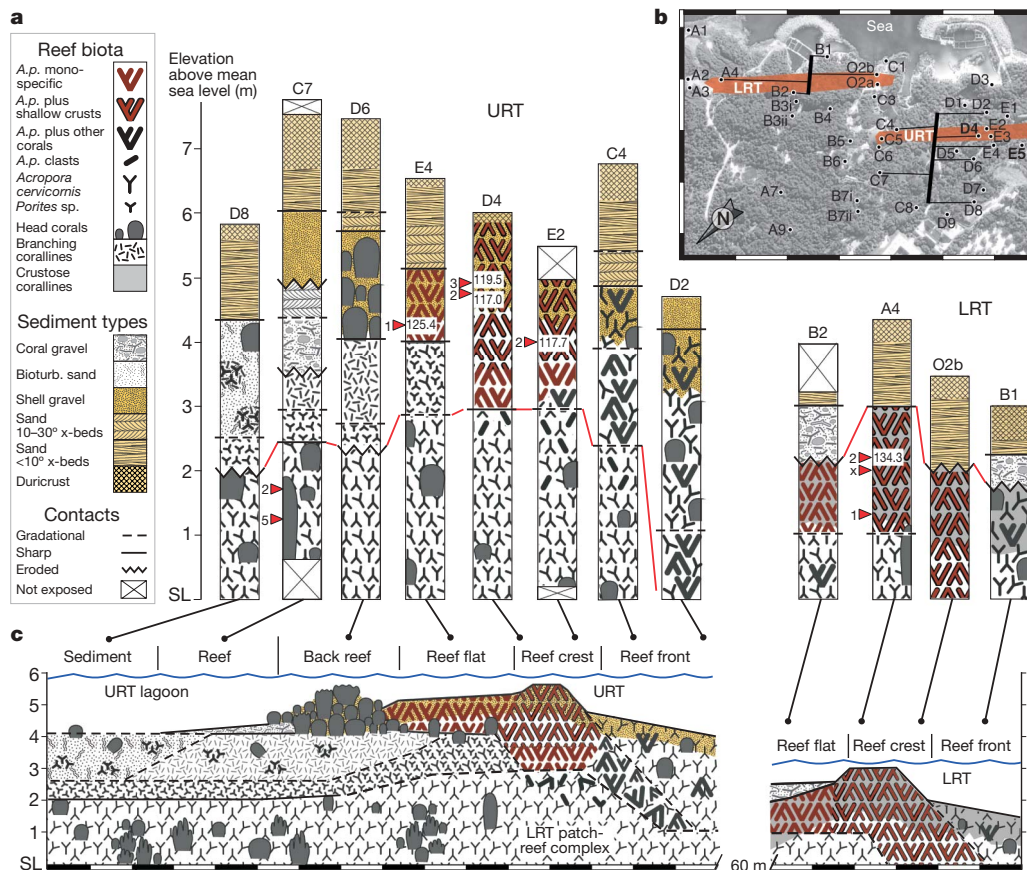 a
Reef biota
A.p. mono-
specific
A.p. plus
shallow crusts
A.p. plus other
corals
A.p. clasts
Acropora
cervicornis
Porites sp.
Head corals
Branching
corallines
Crustose
corallines
Sediment types
Coral gravel
Bioturb. sand
Shell gravel
Sand
10–30° x-beds
Sand
<10° x-beds
Duricrust
Contacts
Gradational
Sharp
Eroded
Not exposed
Elevation
above mean
sea level (m)
7
6
5
4
3
2
1
SL
URT
D8
C7
2
5
D6
E4
1 125.4
D4
3 119.5
2 117.0
E2
2 117.7
C4
D2
LRT
B2
A4
2 134.3
x
1
O2b
B1
b
Sea
A1
B1
O2b
C1
A2
A4
LRT
O2a
D3
A3
B2
C3
B3i
D1
D2
E1
B3ii
B4
C4
E2
URT
D4
B5
C5
E3
C6
D5
E4
E5
B6
D6
C7
A7
B7i
D7
B7ii
C8
D8
A9
D9
N
c
Sediment
Reef
Back reef
Reef flat
Reef crest
Reef front
6
5
4
3
2
1
SL
URT lagoon
URT
LRT patch-
reef complex
Reef flat
Reef crest
Reef front
LRT
60 m